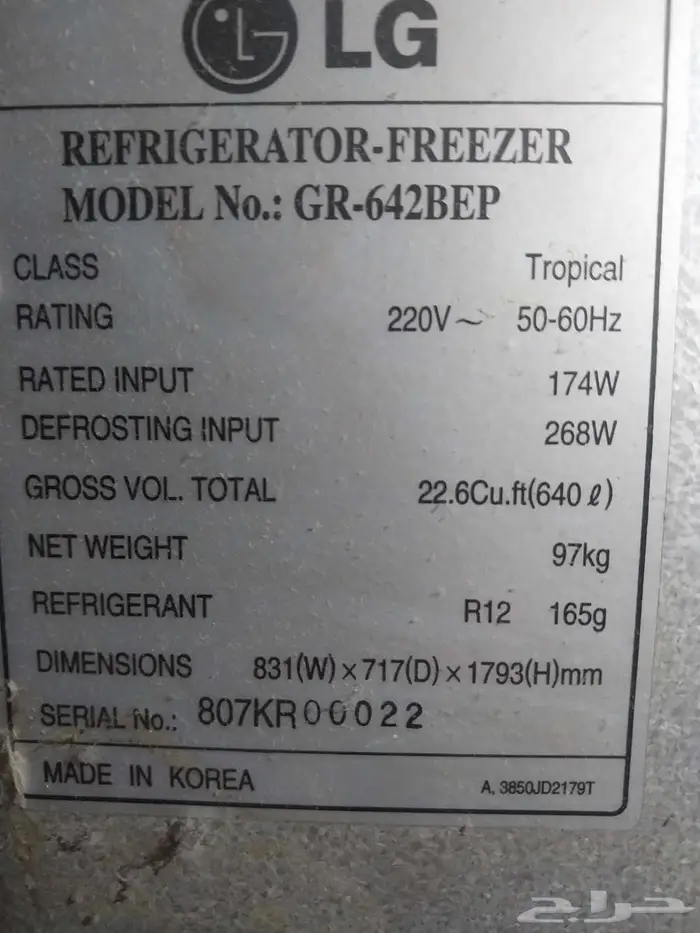 LG
REFRIGERATOR-FREEZER
MODEL No.: GR-642BEP
CLASS Tropical
RATING 220V~ 50-60Hz
RATED INPUT 174W
DEFROSTING INPUT 268W
GROSS VOL. TOTAL 22.6Cu.ft(640 ℓ)
NET WEIGHT 97kg
REFRIGERANT R12 165g
DIMENSIONS 831(W)×717(D)×1793(H)mm
SERIAL No.: 807KR00022
MADE IN KOREA A, 3850JD2179T
حراج